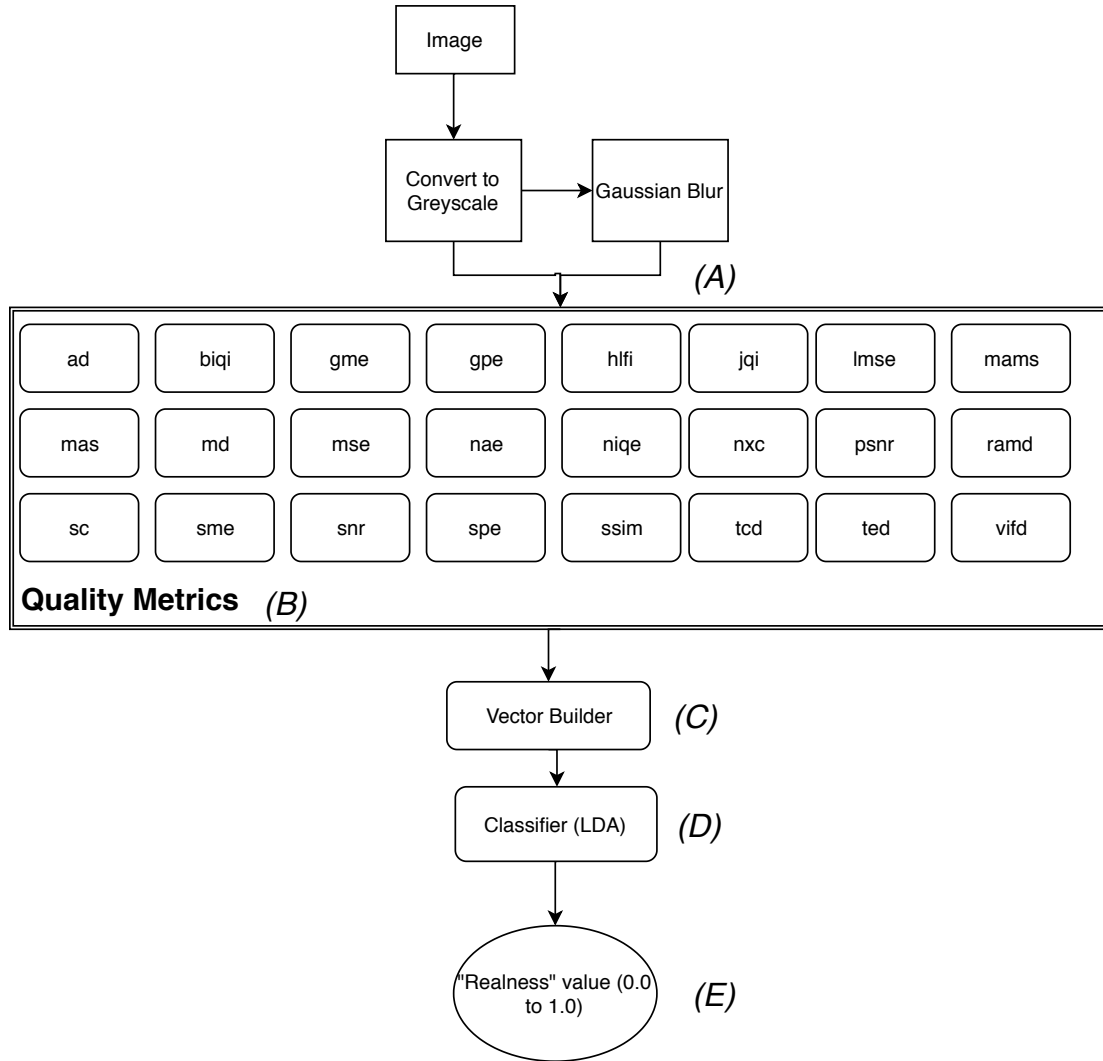 Image
Convert to
Greyscale
Gaussian Blur
(A)
ad
biqi
gme
gpe
hlfi
jqi
lmse
mams
mas
md
mse
nae
niqe
nxc
psnr
ramd
sc
sme
snr
spe
ssim
tcd
ted
vifd
Quality Metrics
(B)
Vector Builder
(C)
Classifier (LDA)
(D)
"Realness" value (0.0
to 1.0)
(E)